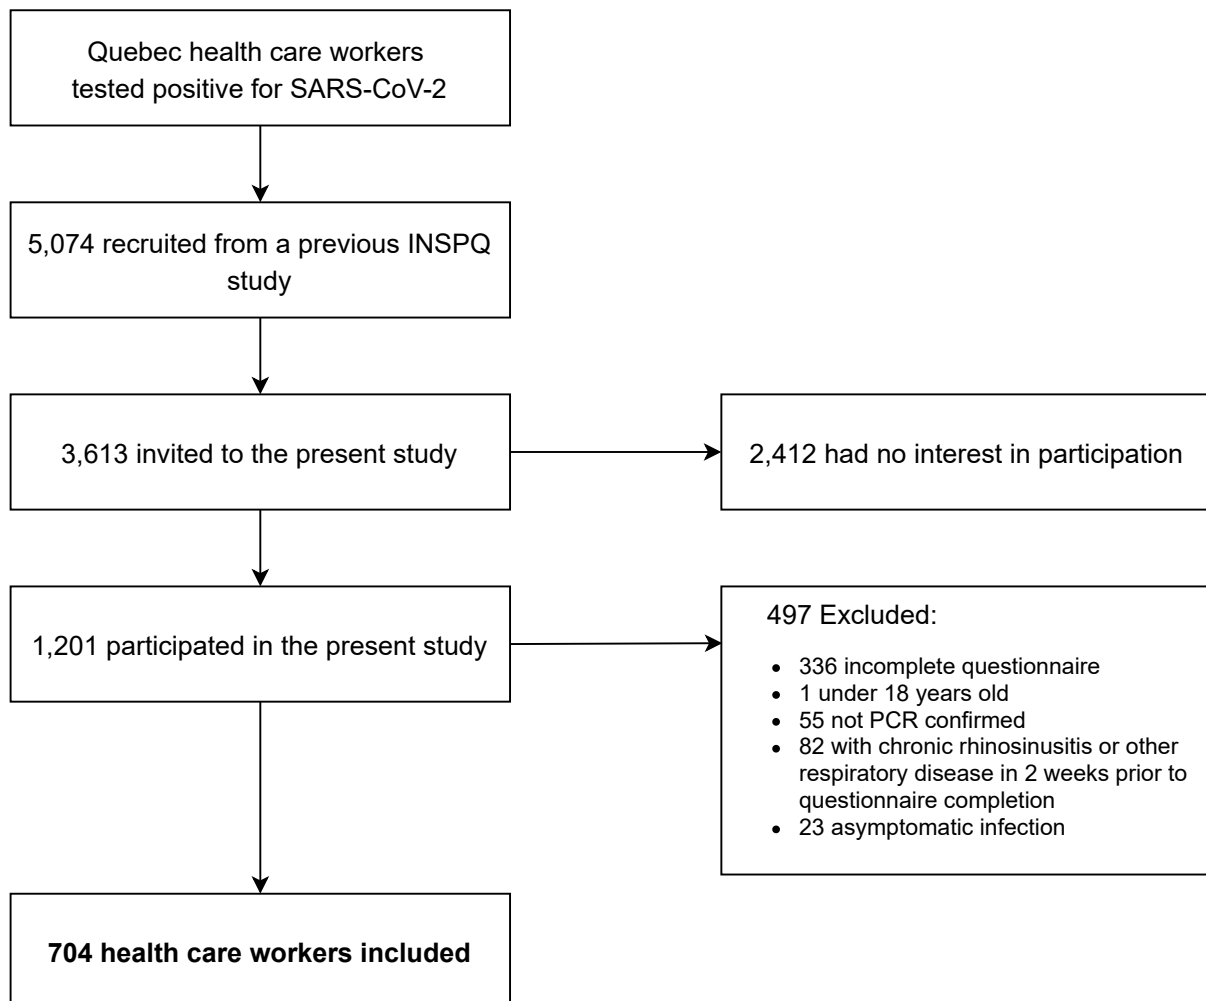 Quebec health care workers
tested positive for SARS-CoV-2
5,074 recruited from a previous INSPQ
study
3,613 invited to the present study
2,412 had no interest in participation
1,201 participated in the present study
497 Excluded:
• 336 incomplete questionnaire
• 1 under 18 years old
• 55 not PCR confirmed
• 82 with chronic rhinosinusitis or other
respiratory disease in 2 weeks prior to
questionnaire completion
• 23 asymptomatic infection
704 health care workers included